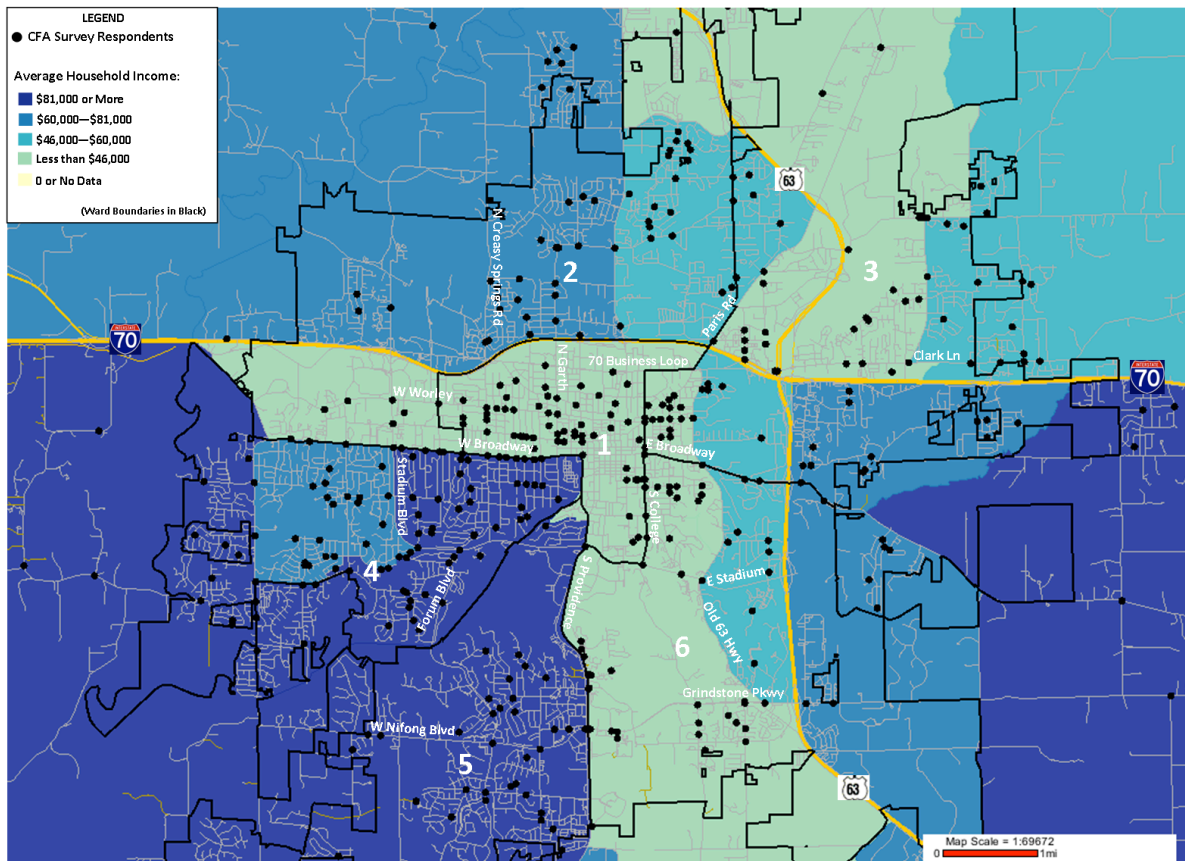 LEGEND
CFA Survey Respondents
Average Household Income:
$81,000 or More
$60,000—$81,000
$46,000—$60,000
Less than $46,000
0 or No Data
(Ward Boundaries in Black)
63
N Creasy Springs Rd
2
3
Paris Rd
INTERSTATE
70
N Garth
70 Business Loop
Clark Ln
INTERSTATE
70
W Worley
W Broadway
1
E Broadway
Stadium Blvd
S College
4
Forum Blvd
S Providence
E Stadium
Old 63 Hwy
6
Grindstone Pkwy
W Nifong Blvd
5
63
Map Scale = 1:69672
0 1mi